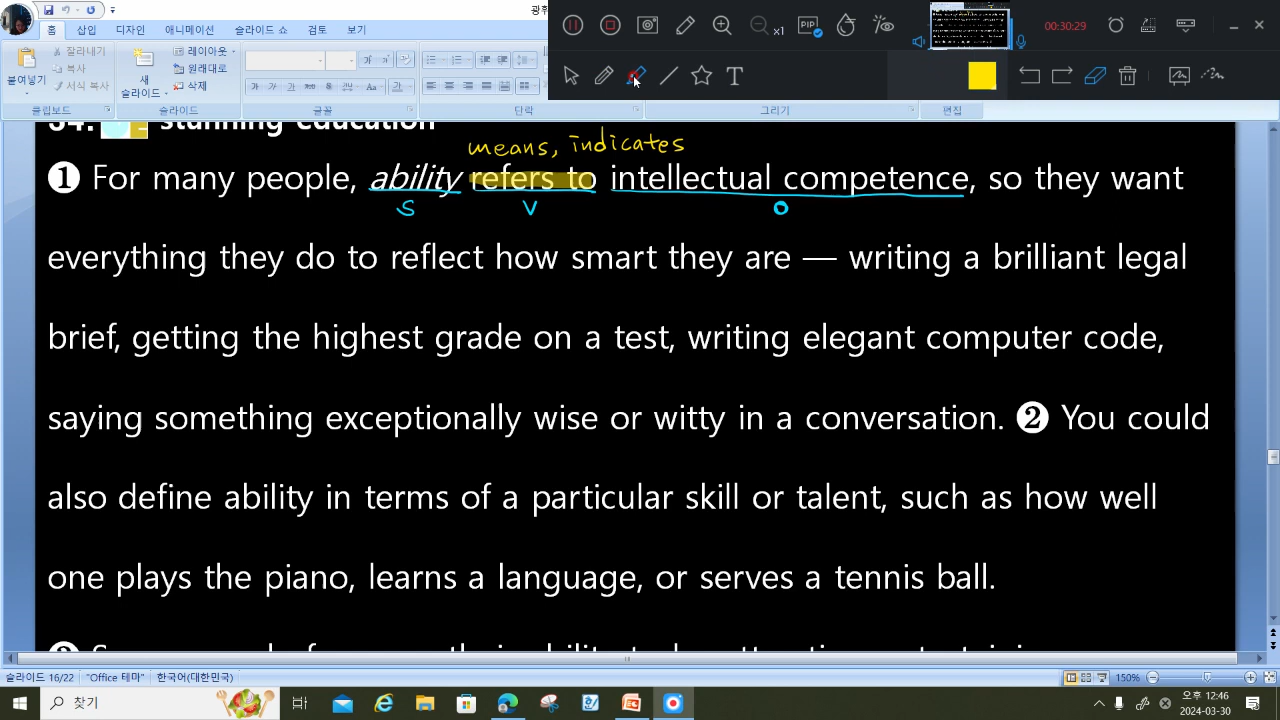 광휴
홈 삽입 디자인 애니메이션 슬라이드 쇼 검토 보기
PIP x1 00:30:29
T
붙여넣기 잘라내기 복사 서식 복사
새 슬라이드 레이아웃 원래대로 삭제
클립보드 슬라이드 글꼴 단락 그리기 편집
34. stunning education
means, indicates
❶ For many people, ability refers to intellectual competence, so they want
S V O
everything they do to reflect how smart they are — writing a brilliant legal
brief, getting the highest grade on a test, writing elegant computer code,
saying something exceptionally wise or witty in a conversation. ❷ You could
also define ability in terms of a particular skill or talent, such as how well
one plays the piano, learns a language, or serves a tennis ball.
슬라이드 16/22 "Office 테마" 한국어(대한민국) 150%
찾기 오후 12:46
2024-03-30